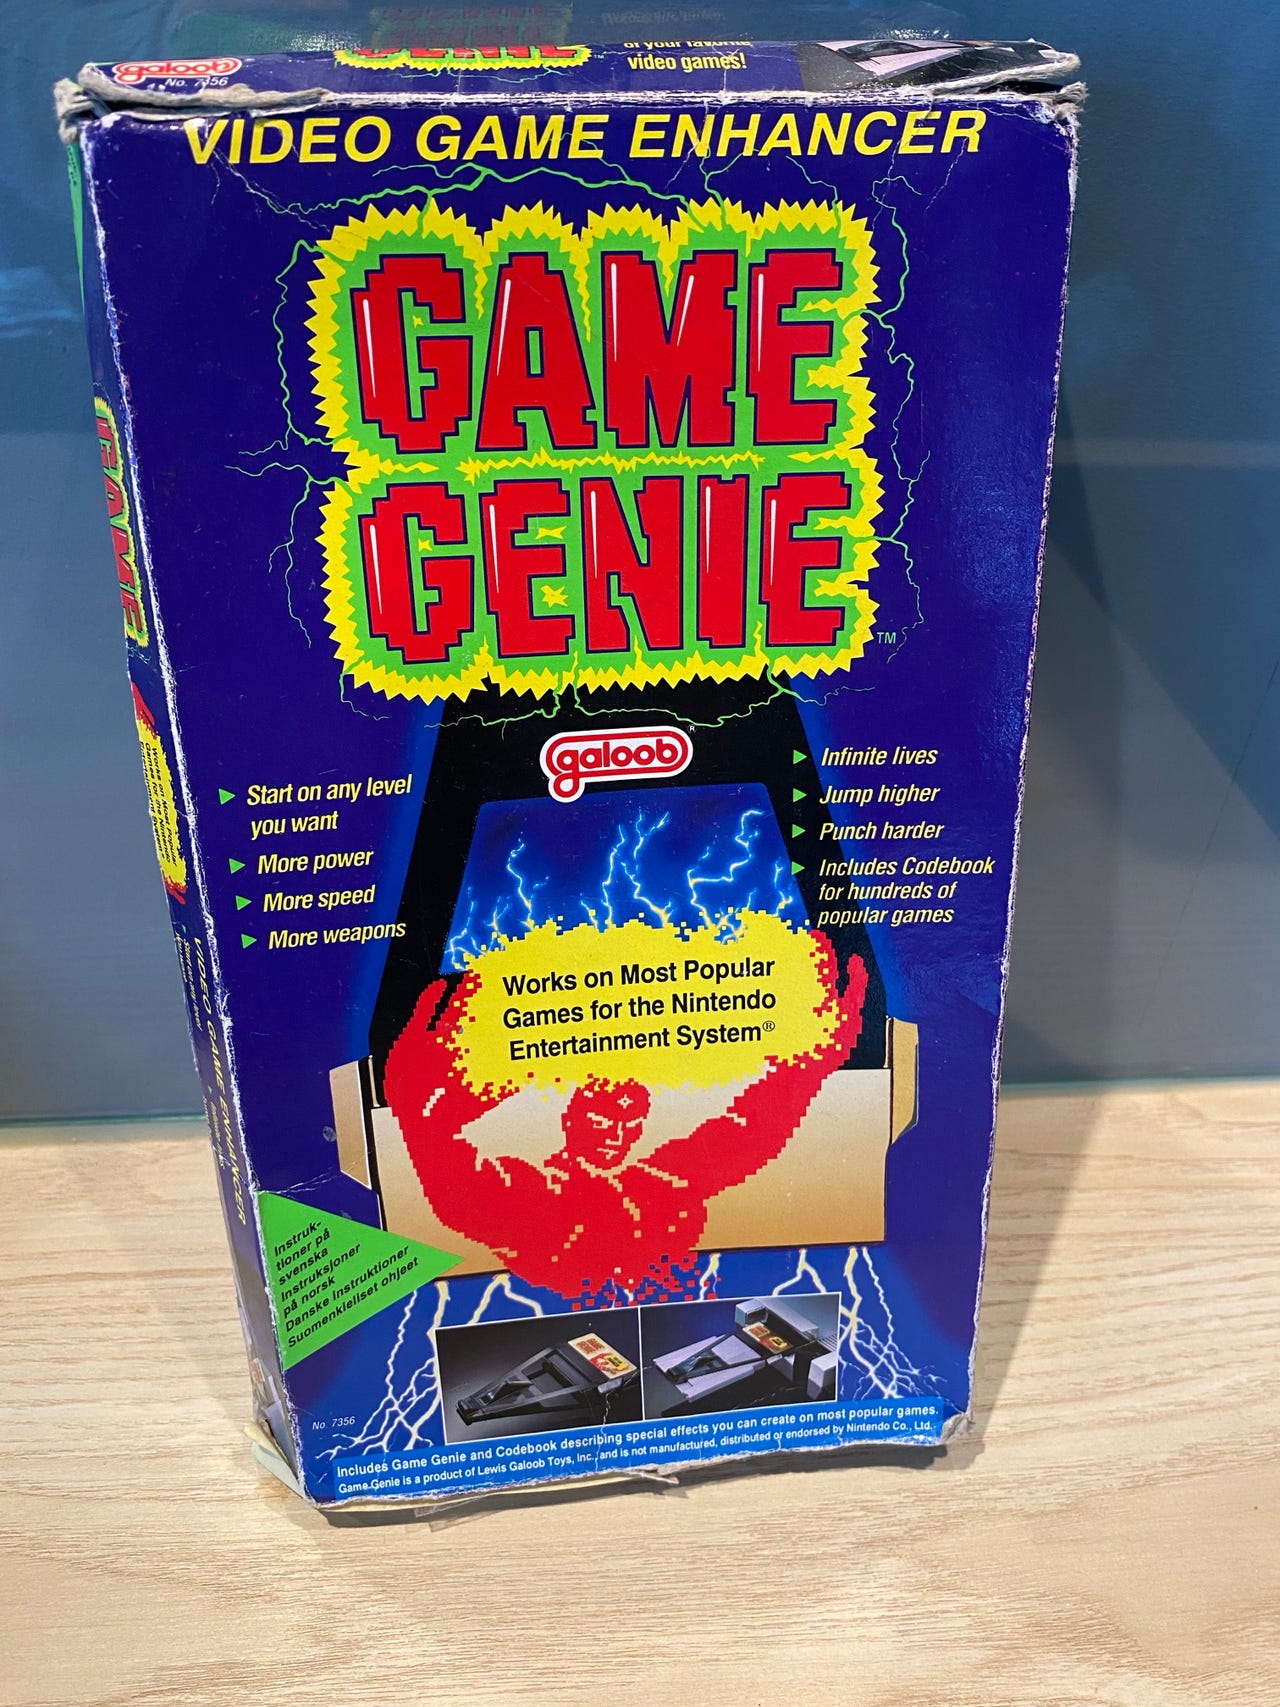 galoob
No. 7356
GENIE
of your favorite
video games!
VIDEO GAME ENHANCER
GAME
GENIE
TM
galoob
Start on any level
you want
More power
More speed
More weapons
Infinite lives
Jump higher
Punch harder
Includes Codebook
for hundreds of
popular games
Works on Most Popular
Games for the Nintendo
Entertainment System®
Instruk-
tioner på
svenska
Instruksjoner
på norsk
Danske Instruktioner
Suomenkieliset ohjeet
No 7356
Includes Game Genie and Codebook describing special effects you can create on most popular games.
Game Genie is a product of Lewis Galoob Toys, Inc., and is not manufactured, distributed or endorsed by Nintendo Co., Ltd.
GAME
VIDEO GAME ENHANCER